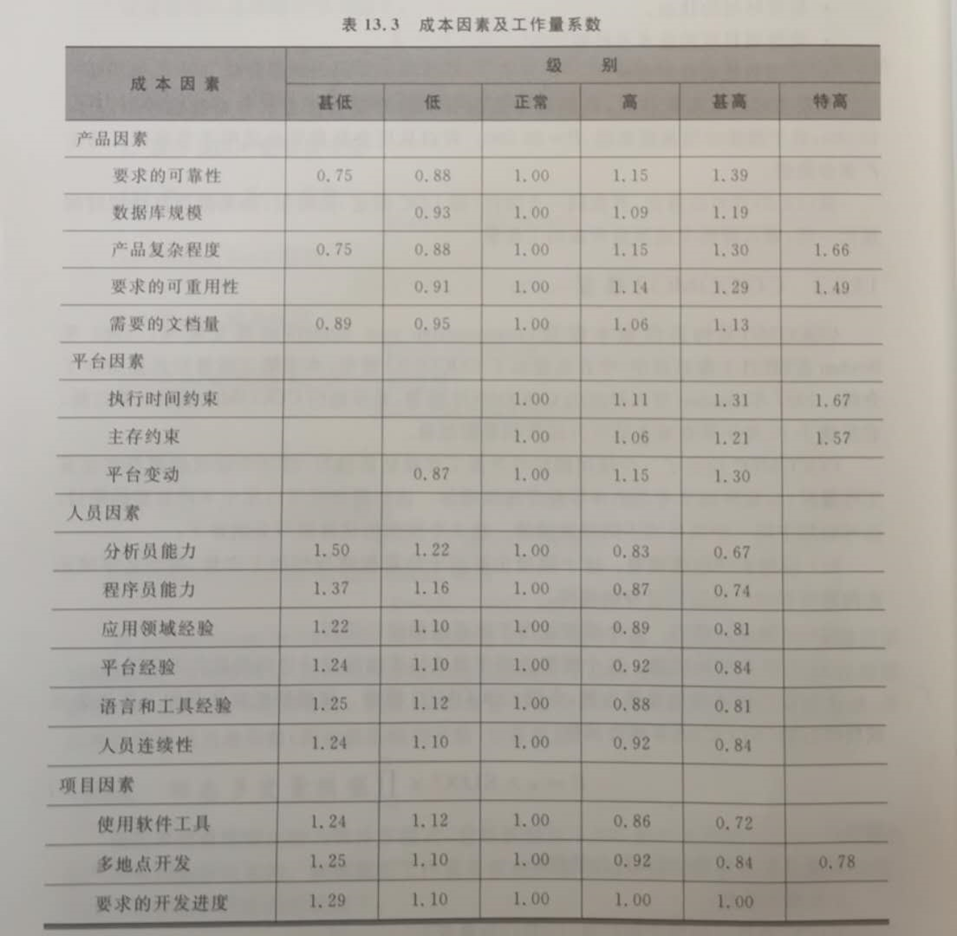 表 13.3 成本因素及工作量系数
成本因素 级别
甚低 低 正常 高 甚高 特高
产品因素
要求的可靠性 0.75 0.88 1.00 1.15 1.39
数据库规模 0.93 1.00 1.09 1.19
产品复杂程度 0.75 0.88 1.00 1.15 1.30 1.66
要求的可重用性 0.91 1.00 1.14 1.29 1.49
需要的文档量 0.89 0.95 1.00 1.06 1.13
平台因素
执行时间约束 1.00 1.11 1.31 1.67
主存约束 1.00 1.06 1.21 1.57
平台变动 0.87 1.00 1.15 1.30
人员因素
分析员能力 1.50 1.22 1.00 0.83 0.67
程序员能力 1.37 1.16 1.00 0.87 0.74
应用领域经验 1.22 1.10 1.00 0.89 0.81
平台经验 1.24 1.10 1.00 0.92 0.84
语言和工具经验 1.25 1.12 1.00 0.88 0.81
人员连续性 1.24 1.10 1.00 0.92 0.84
项目因素
使用软件工具 1.24 1.12 1.00 0.86 0.72
多地点开发 1.25 1.10 1.00 0.92 0.84 0.78
要求的开发进度 1.29 1.10 1.00 1.00 1.00